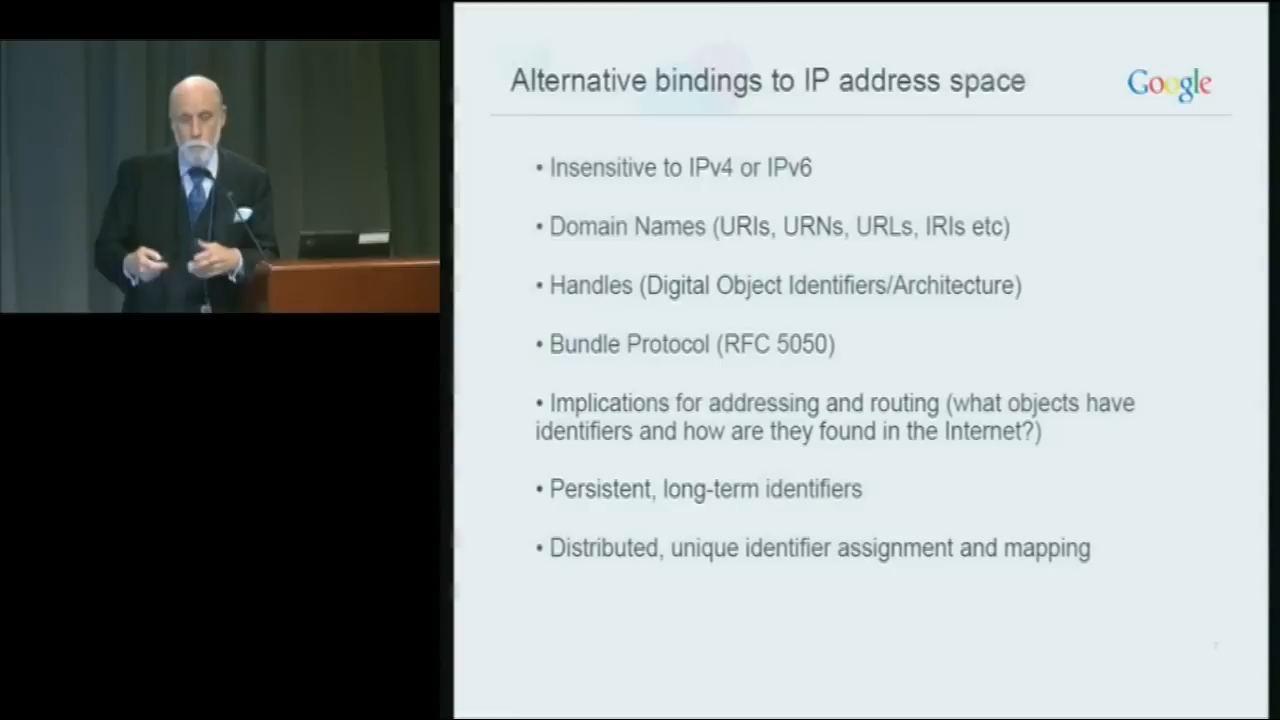 Alternative bindings to IP address space
Google
• Insensitive to IPv4 or IPv6
• Domain Names (URIs, URNs, URLs, IRIs etc)
• Handles (Digital Object Identifiers/Architecture)
• Bundle Protocol (RFC 5050)
• Implications for addressing and routing (what objects have
identifiers and how are they found in the Internet?)
• Persistent, long-term identifiers
• Distributed, unique identifier assignment and mapping
7